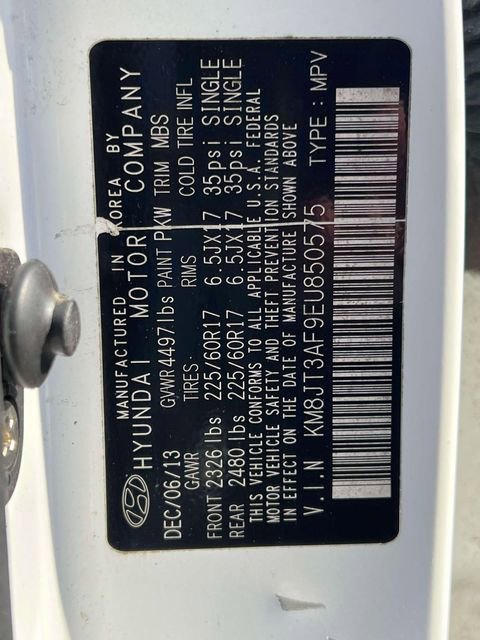 MANUFACTURED IN KOREA BY
HYUNDAI MOTOR COMPANY
DEC/06/13 GVWR4497lbs PAINT PKW TRIM MBS
GAWR TIRES RIMS COLD TIRE INFL
FRONT 2326 lbs 225/60R17 6.5JX17 35psi SINGLE
REAR 2480 lbs 225/60R17 6.5JX17 35psi SINGLE
THIS VEHICLE CONFORMS TO ALL APPLICABLE U.S.A. FEDERAL
MOTOR VEHICLE SAFETY AND THEFT PREVENTION STANDARDS
IN EFFECT ON THE DATE OF MANUFACTURE SHOWN ABOVE
V.I.N KM8JT3AF9EU850575 TYPE : MPV